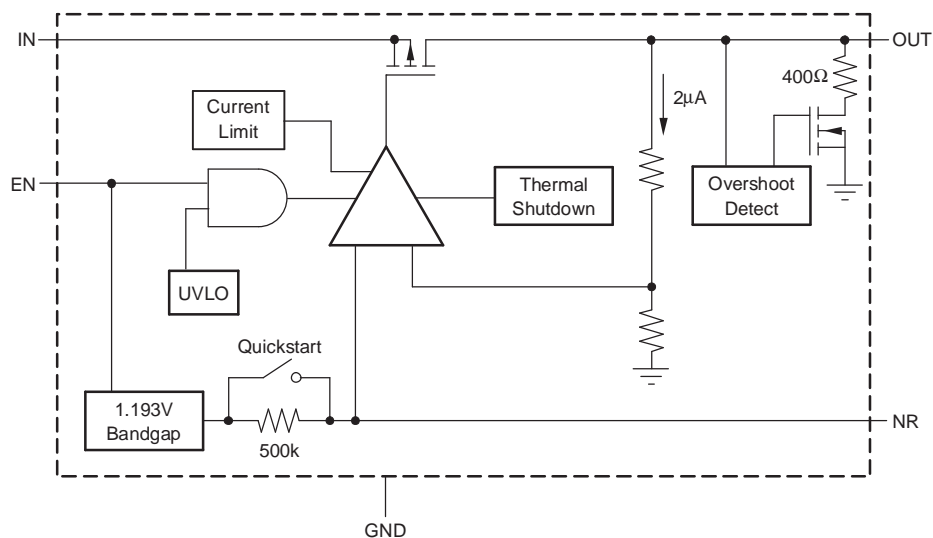 IN
OUT
400Ω
2μA
Current
Limit
EN
Thermal
Shutdown
Overshoot
Detect
UVLO
Quickstart
1.193V
Bandgap
500k
NR
GND